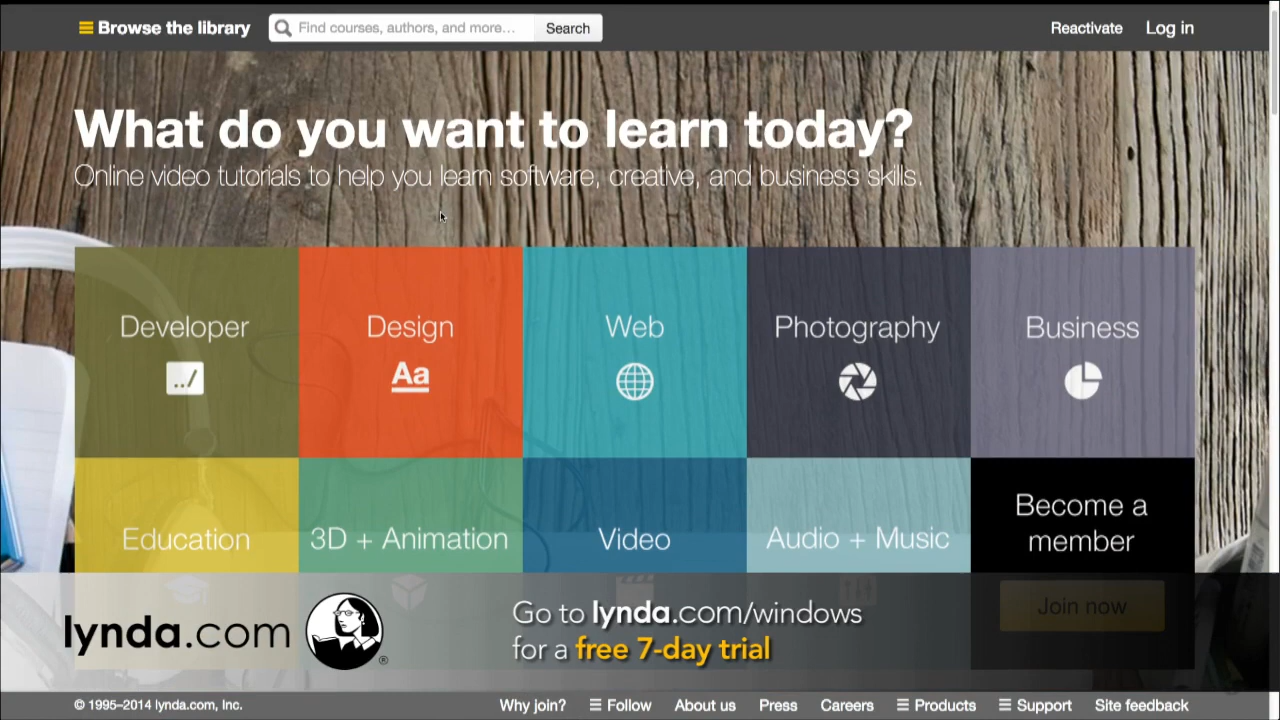 Browse the library
Find courses, authors, and more...
Search
Reactivate
Log in
What do you want to learn today?
Online video tutorials to help you learn software, creative, and business skills.
Developer
../
Design
Aa
Web
Photography
Business
Education
3D + Animation
Video
Audio + Music
Become a
member
Join now
lynda.com
®
Go to lynda.com/windows
for a free 7-day trial
© 1995–2014 lynda.com, Inc.
Why join?
Follow
About us
Press
Careers
Products
Support
Site feedback